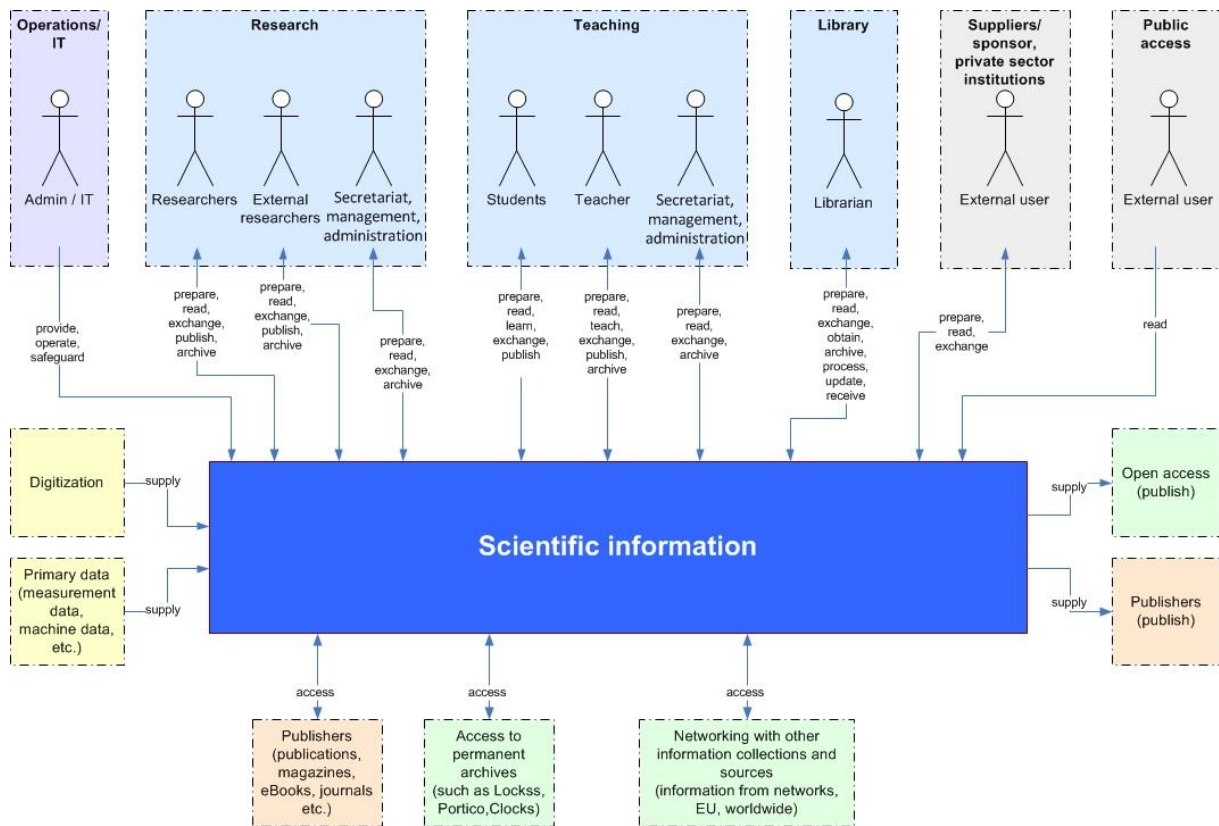 Operations/
IT
Research
Teaching
Library
Suppliers/
sponsor,
private sector
institutions
Public
access
Admin / IT
Researchers
External
researchers
Secretariat,
management,
administration
Students
Teacher
Secretariat,
management,
administration
Librarian
External user
External user
provide,
operate,
safeguard
prepare,
read,
exchange,
publish,
archive
prepare,
read,
exchange,
publish,
archive
prepare,
read,
exchange,
archive
prepare,
read,
learn,
exchange,
publish
prepare,
read,
teach,
exchange,
publish,
archive
prepare,
read,
exchange,
archive
prepare,
read,
exchange,
obtain,
archive,
process,
update,
receive
prepare,
read,
exchange
read
Digitization
supply
Primary data
(measurement
data,
machine data,
etc.)
supply
Scientific information
supply
Open access
(publish)
supply
Publishers
(publish)
access
access
access
Publishers
(publications,
magazines,
eBooks, journals
etc.)
Access to
permanent
archives
(such as Lockss,
Portico,Clocks)
Networking with other
information collections and
sources
(information from networks,
EU, worldwide)